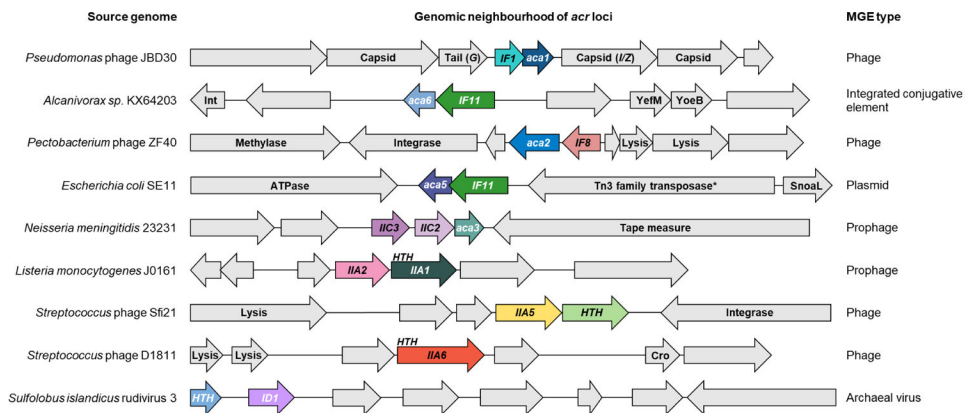 Source genome Genomic neighbourhood of acr loci MGE type
Pseudomonas phage JBD30 Capsid Tail (G) IF1 aca1 Capsid (I/Z) Capsid Phage
Alcanivorax sp. KX64203 Int aca6 IF11 YefM YoeB Integrated conjugative element
Pectobacterium phage ZF40 Methylase Integrase aca2 IF8 Lysis Lysis Phage
Escherichia coli SE11 ATPase aca5 IF11 Tn3 family transposase* SnoaL Plasmid
Neisseria meningitidis 23231 IIC3 IIC2 aca3 Tape measure Prophage
HTH
Listeria monocytogenes J0161 IIA2 IIA1 Prophage
Streptococcus phage Sfi21 Lysis IIA5 HTH Integrase Phage
HTH
Streptococcus phage D1811 Lysis Lysis IIA6 Cro Phage
Sulfolobus islandicus rudivirus 3 HTH ID1 Archaeal virus